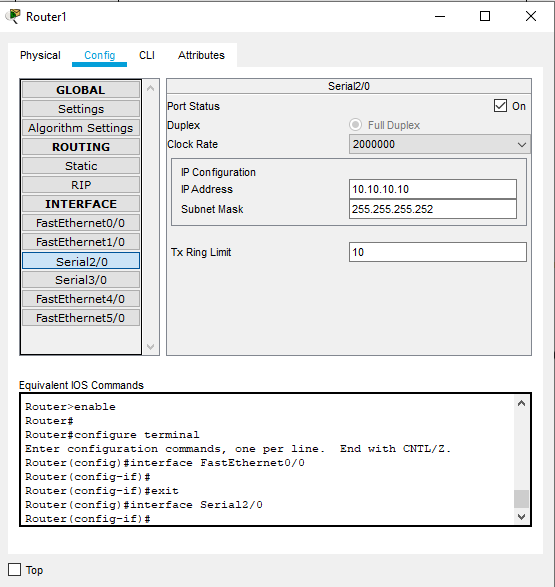 Router1
Physical Config CLI Attributes
GLOBAL
Settings
Algorithm Settings
ROUTING
Static
RIP
INTERFACE
FastEthernet0/0
FastEthernet1/0
Serial2/0
Serial3/0
FastEthernet4/0
FastEthernet5/0
Serial2/0
Port Status On
Duplex Full Duplex
Clock Rate 2000000
IP Configuration
IP Address 10.10.10.10
Subnet Mask 255.255.255.252
Tx Ring Limit 10
Equivalent IOS Commands
Router>enable
Router#
Router#configure terminal
Enter configuration commands, one per line. End with CNTL/Z.
Router(config)#interface FastEthernet0/0
Router(config-if)#
Router(config-if)#exit
Router(config)#interface Serial2/0
Router(config-if)#
Top